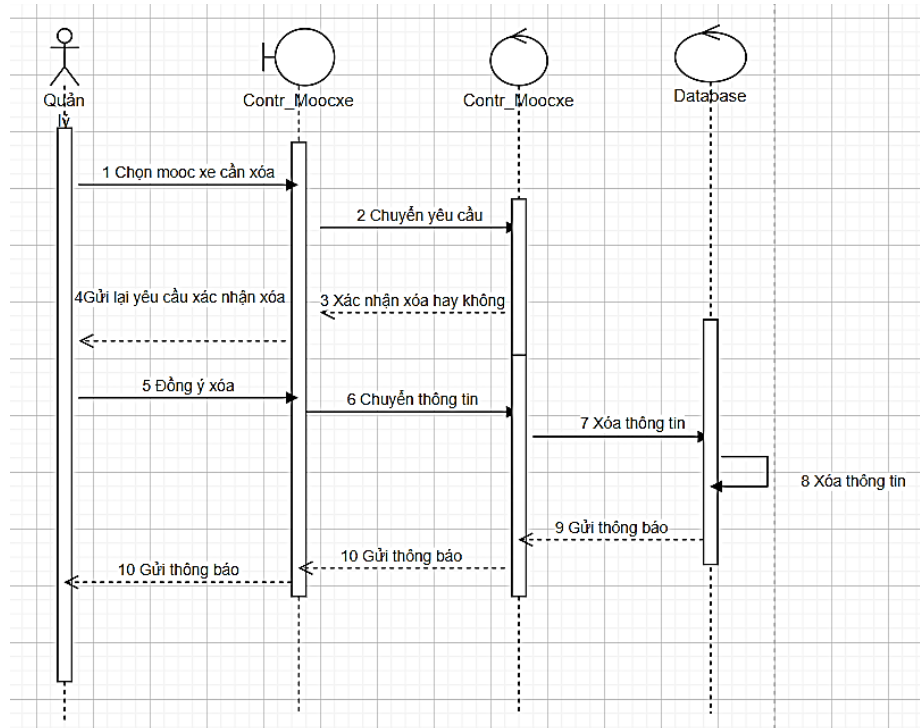 Quản
lý
Contr_Moocxe
Contr_Moocxe
Database
1 Chọn mooc xe cần xóa
2 Chuyển yêu cầu
4Gửi lại yêu cầu xác nhận xóa
3 Xác nhận xóa hay không
5 Đồng ý xóa
6 Chuyển thông tin
7 Xóa thông tin
8 Xóa thông tin
9 Gửi thông báo
10 Gửi thông báo
10 Gửi thông báo